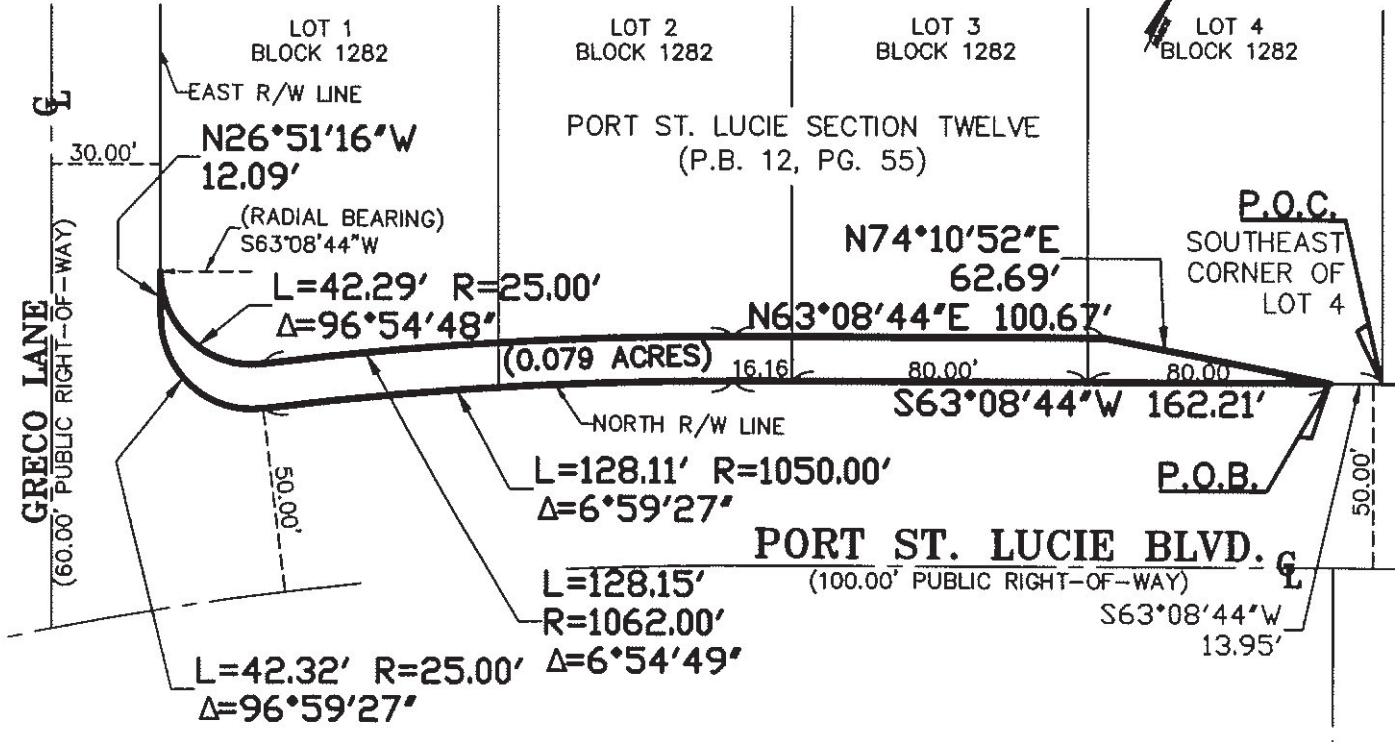 LOT 1
BLOCK 1282
LOT 2
BLOCK 1282
LOT 3
BLOCK 1282
LOT 4
BLOCK 1282
EAST R/W LINE
CL
30.00'
N26°51'16"W
12.09'
PORT ST. LUCIE SECTION TWELVE
(P.B. 12, PG. 55)
(RADIAL BEARING)
S63°08'44"W
P.O.C.
SOUTHEAST
CORNER OF
LOT 4
N74°10'52"E
62.69'
L=42.29' R=25.00'
Δ=96°54'48"
N63°08'44"E 100.67'
GRECO LANE
(60.00' PUBLIC RIGHT-OF-WAY)
(0.079 ACRES)
16.16
80.00'
80.00
S63°08'44"W 162.21'
NORTH R/W LINE
50.00'
L=128.11' R=1050.00'
Δ=6°59'27"
P.O.B.
50.00'
PORT ST. LUCIE BLVD.
CL
(100.00' PUBLIC RIGHT-OF-WAY)
L=128.15'
R=1062.00'
Δ=6°54'49"
S63°08'44"W
13.95'
L=42.32' R=25.00'
Δ=96°59'27"